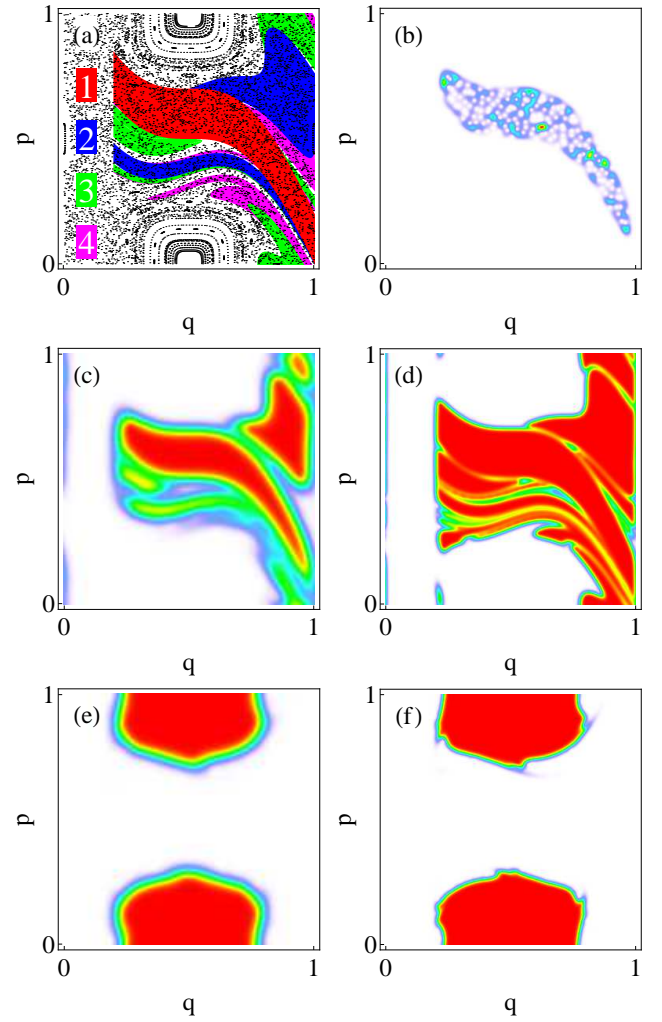 1 (a) 1 (b)
1
2
p p
3
4
0 0
0 1 0 1
q q
1 (c) 1 (d)
p p
0 0
0 1 0 1
q q
1 (e) 1 (f)
p p
0 0
0 1 0 1
q q